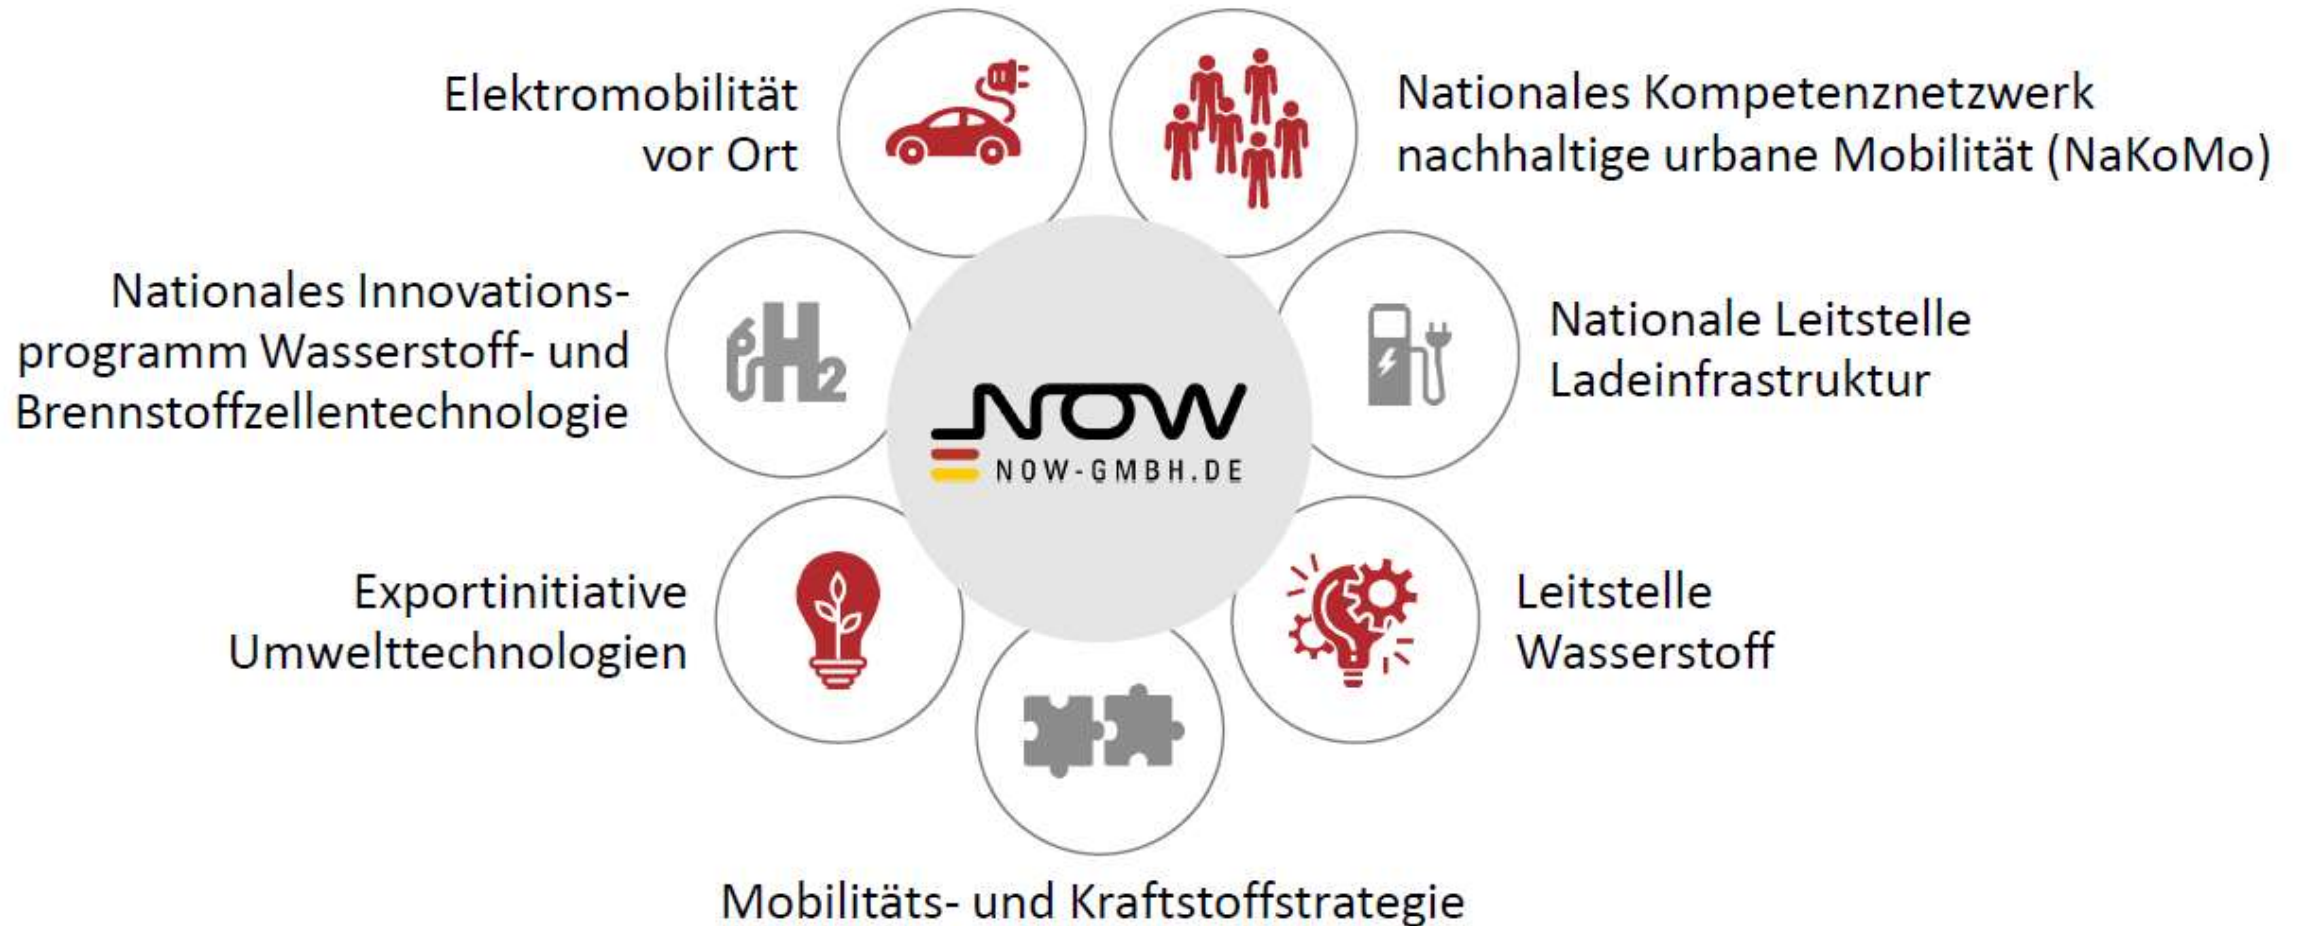 Elektromobilität
vor Ort
Nationales Kompetenznetzwerk
nachhaltige urbane Mobilität (NaKoMo)
Nationales Innovations-
programm Wasserstoff- und
Brennstoffzellentechnologie
H2
Nationale Leitstelle
Ladeinfrastruktur
NOW
NOW-GMBH.DE
Exportinitiative
Umwelttechnologien
Leitstelle
Wasserstoff
Mobilitäts- und Kraftstoffstrategie